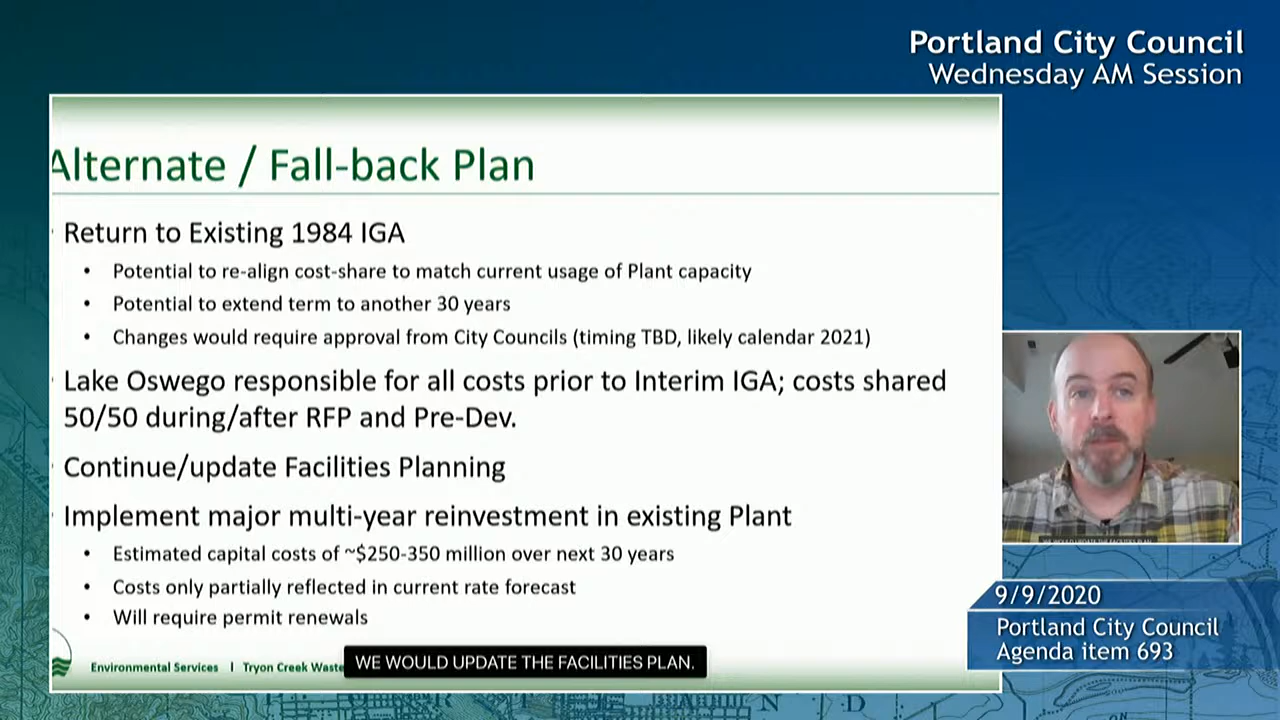 Portland City Council
Wednesday AM Session
Alternate / Fall-back Plan
Return to Existing 1984 IGA
• Potential to re-align cost-share to match current usage of Plant capacity
• Potential to extend term to another 30 years
• Changes would require approval from City Councils (timing TBD, likely calendar 2021)
Lake Oswego responsible for all costs prior to Interim IGA; costs shared
50/50 during/after RFP and Pre-Dev.
Continue/update Facilities Planning
Implement major multi-year reinvestment in existing Plant
• Estimated capital costs of ~$250-350 million over next 30 years
• Costs only partially reflected in current rate forecast
• Will require permit renewals
Environmental Services | Tryon Creek Waste
WE WOULD UPDATE THE FACILITIES PLAN.
9/9/2020
Portland City Council
Agenda item 693